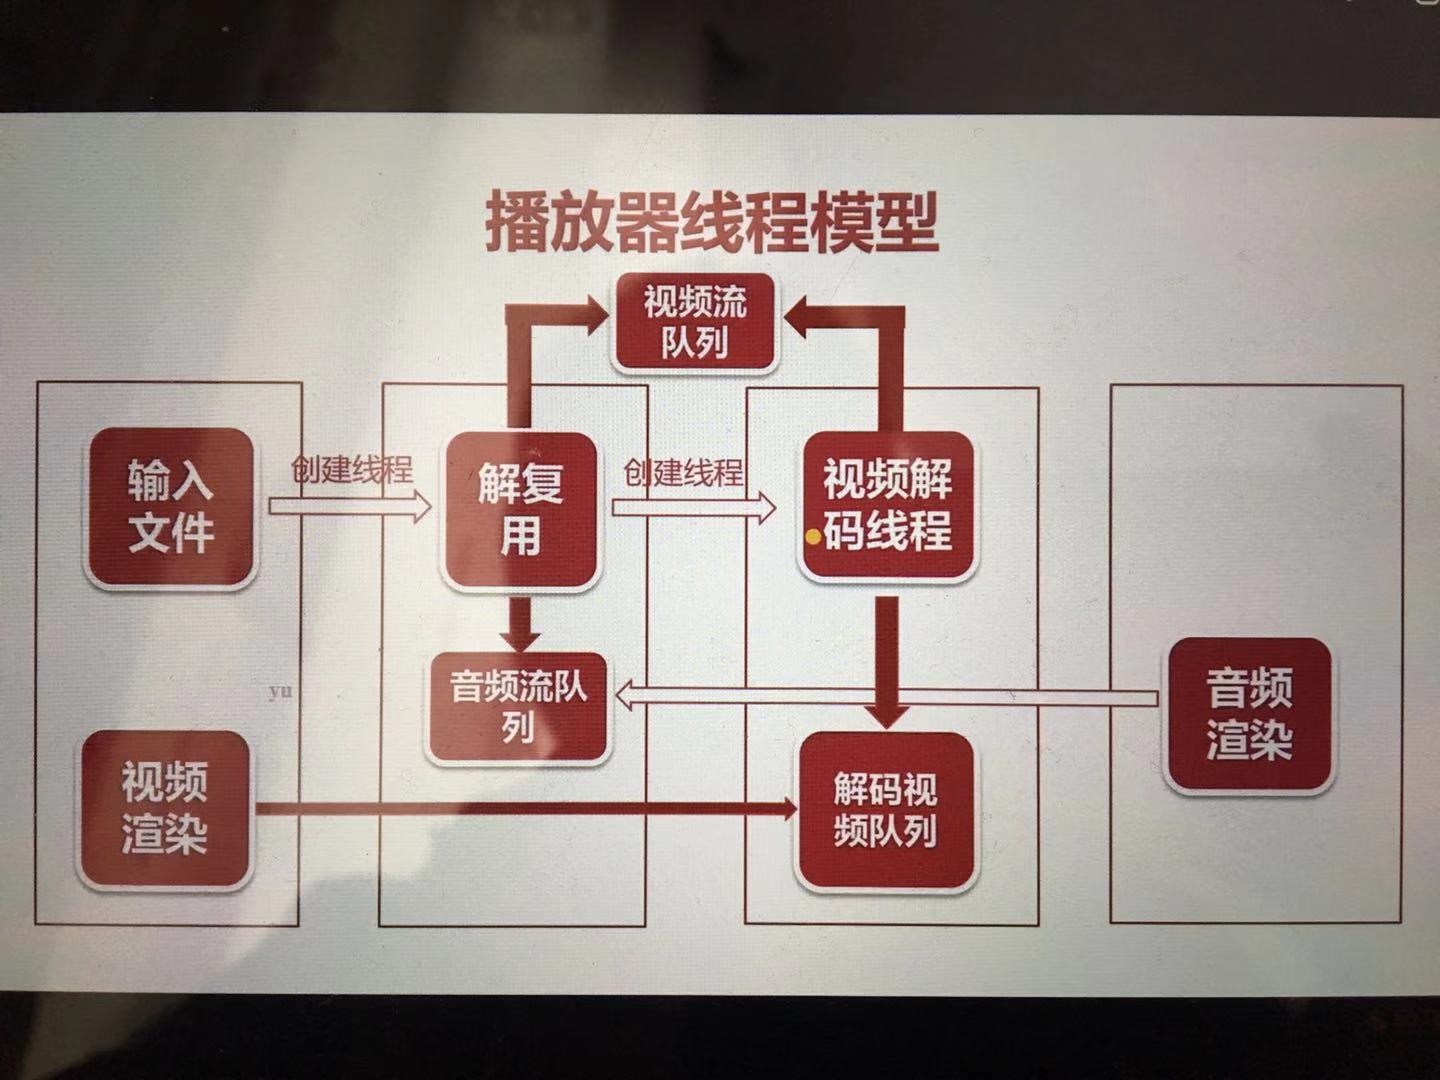 播放器线程模型
视频流
队列
输入
文件
创建线程
解复
用
创建线程
视频解
码线程
音频流队
列
音频
渲染
yu
视频
渲染
解码视
频队列